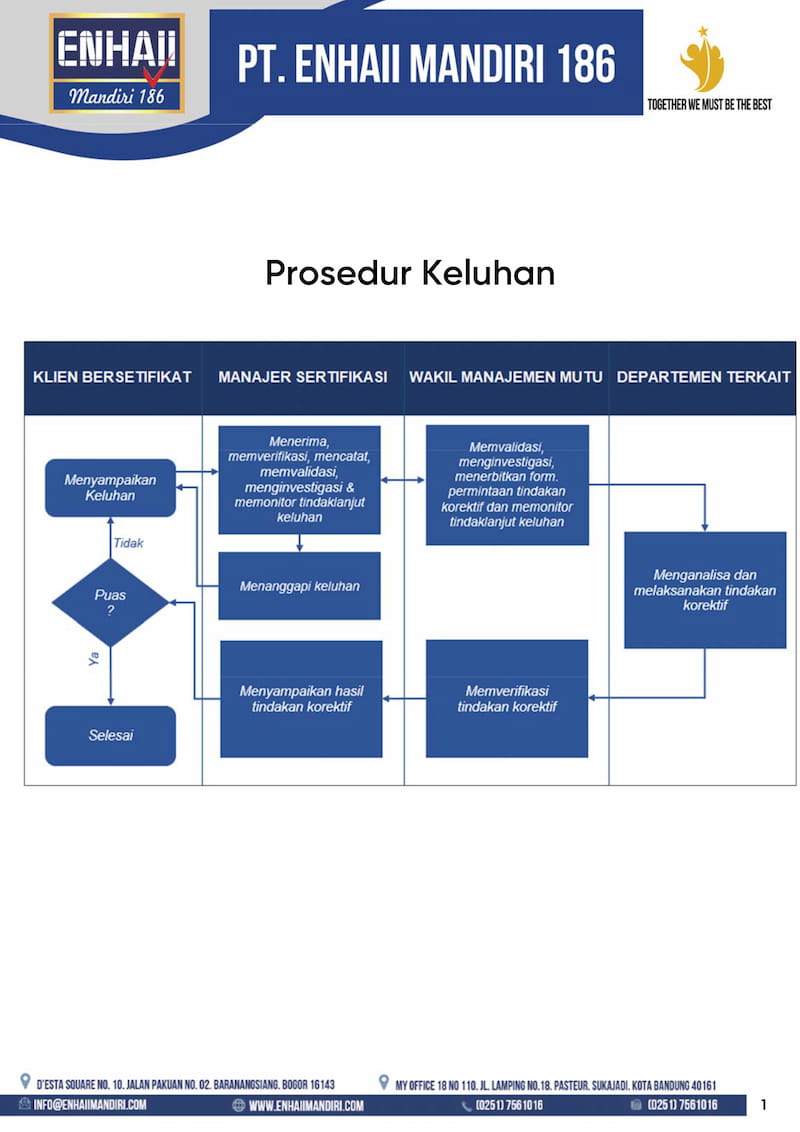 ENHAII
Mandiri 186
PT. ENHAII MANDIRI 186
TOGETHER WE MUST BE THE BEST
Prosedur Keluhan
KLIEN BERSETIFIKAT
MANAJER SERTIFIKASI
WAKIL MANAJEMEN MUTU
DEPARTEMEN TERKAIT
Menyampaikan
Keluhan
Menerima,
memverifikasi, mencatat,
memvalidasi,
menginvestigasi &
memonitor tindaklanjut
keluhan
Memvalidasi,
menginvestigasi,
menerbitkan form.
permintaan tindakan
korektif dan memonitor
tindaklanjut keluhan
Tidak
Menanggapi keluhan
Menganalisa dan
melaksanakan tindakan
korektif
Puas
?
Ya
Menyampaikan hasil
tindakan korektif
Memverifikasi
tindakan korektif
Selesai
D'ESTA SQUARE NO. 10. JALAN PAKUAN NO. 02. BARANANGSIANG. BOGOR 16143
MY OFFICE 18 NO 110. JL. LAMPING NO.18. PASTEUR. SUKAJADI. KOTA BANDUNG 40161
INFO@ENHAIIMANDIRI.COM
WWW.ENHAIIMANDIRI.COM
(0251) 7561016
(0251) 7561016
1